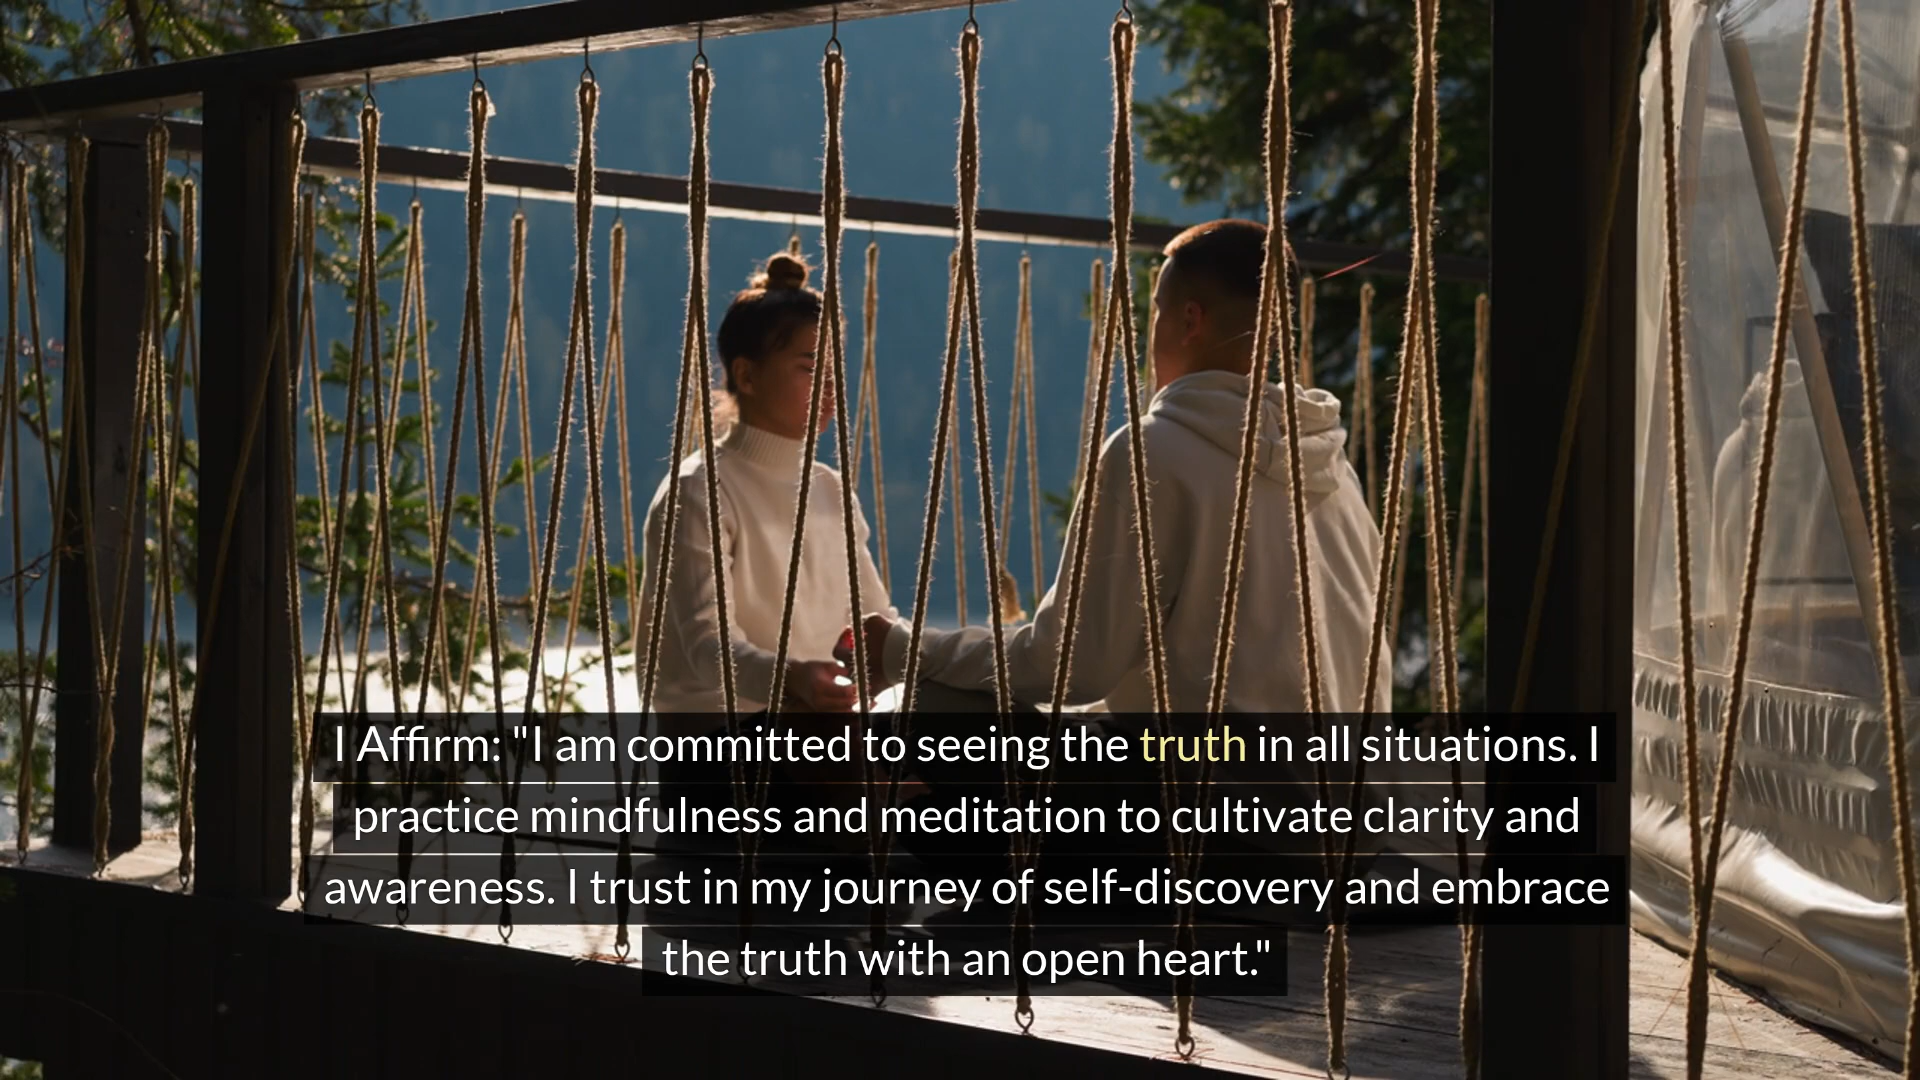 I Affirm: "I am committed to seeing the truth in all situations. I
practice mindfulness and meditation to cultivate clarity and
awareness. I trust in my journey of self-discovery and embrace
the truth with an open heart."